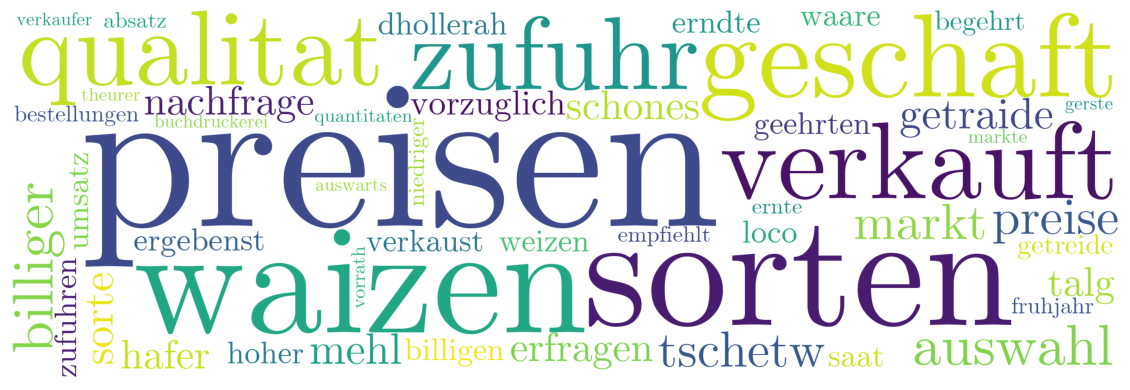 verkaufer absatz dhollerah erndte waare begehrt
qualitat zufuhr geschaft
theurer nachfrage vorzuglich schones gerste
bestellungen buchdruckerei quantitaten geehrten getraide
markte
preisen verkauft
niedriger
auswarts
umsatz
billiger
ernte
ergebenst verkaust weizen empfiehlt loco markt preise
getreide
vorrath
waizen sorten
zufuhren
sorte
talg
fruhjahr
hafer hoher mehl billigen erfragen tschetw saat auswahl